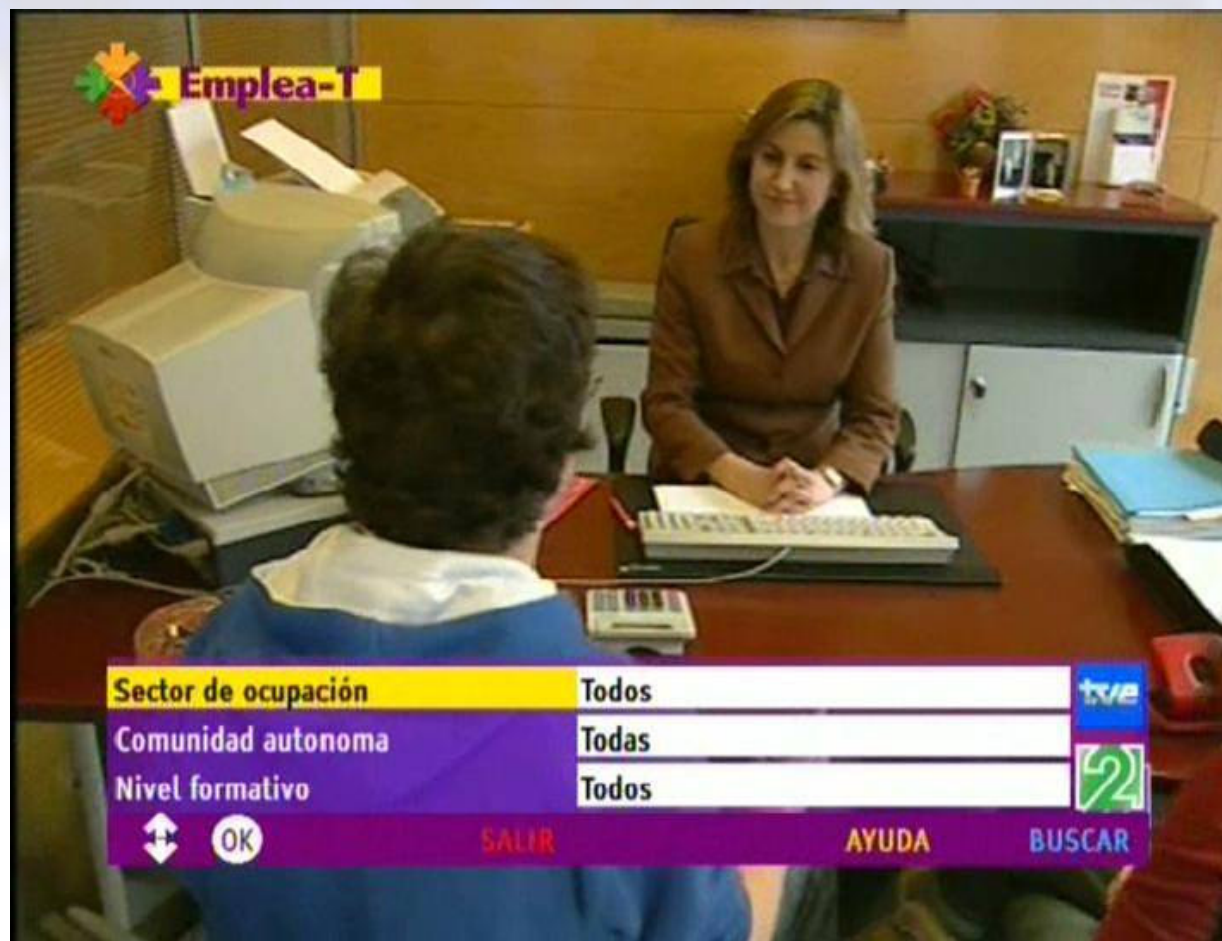 Emplea-T
Sector de ocupación Todos
tve
Comunidad autonoma Todas
Nivel formativo Todos
2
OK SALIR AYUDA BUSCAR